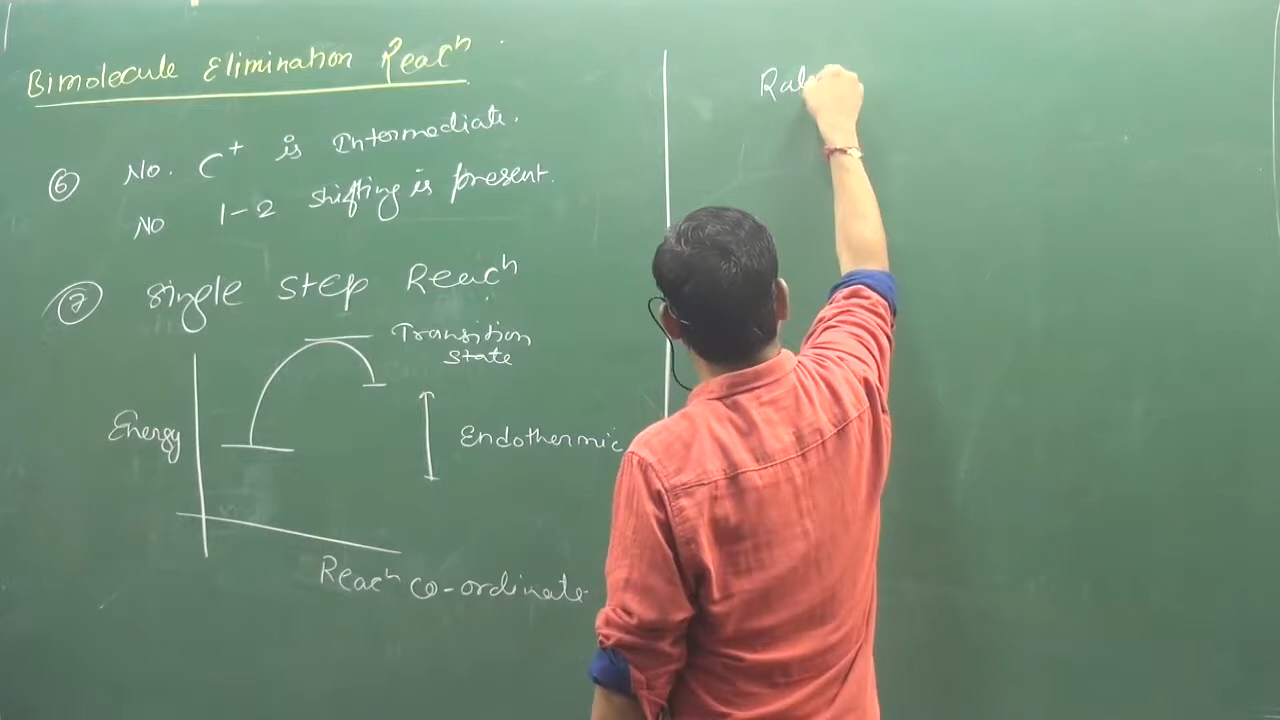 Bimolecule Elimination Reacⁿ
⑥ No. C⁺ is Intermediate.
No 1-2 shifting is present.
⑦ single step Reacⁿ
Transition
state
Energy
Endothermic
Reacⁿ co-ordinate